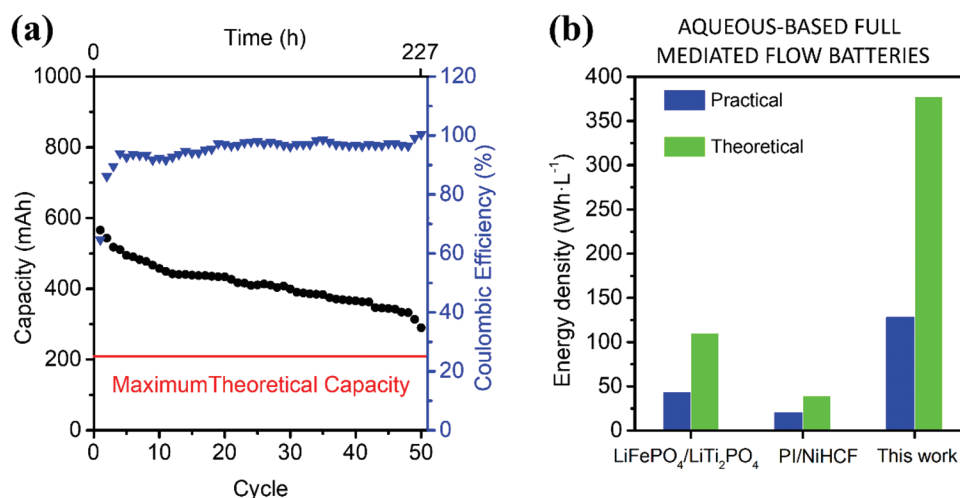 (a)
Time (h)
0 227
1000
800
600
400
200
0
Capacity (mAh)
120
100
80
60
40
20
0
Coulombic Efficiency (%)
Maximum Theoretical Capacity
0 10 20 30 40 50
Cycle
(b)
AQUEOUS-BASED FULL
MEDIATED FLOW BATTERIES
400
350
300
250
200
150
100
50
0
Energy density (Wh·L⁻¹)
Practical
Theoretical
LiFePO₄/LiTi₂PO₄ PI/NiHCF This work